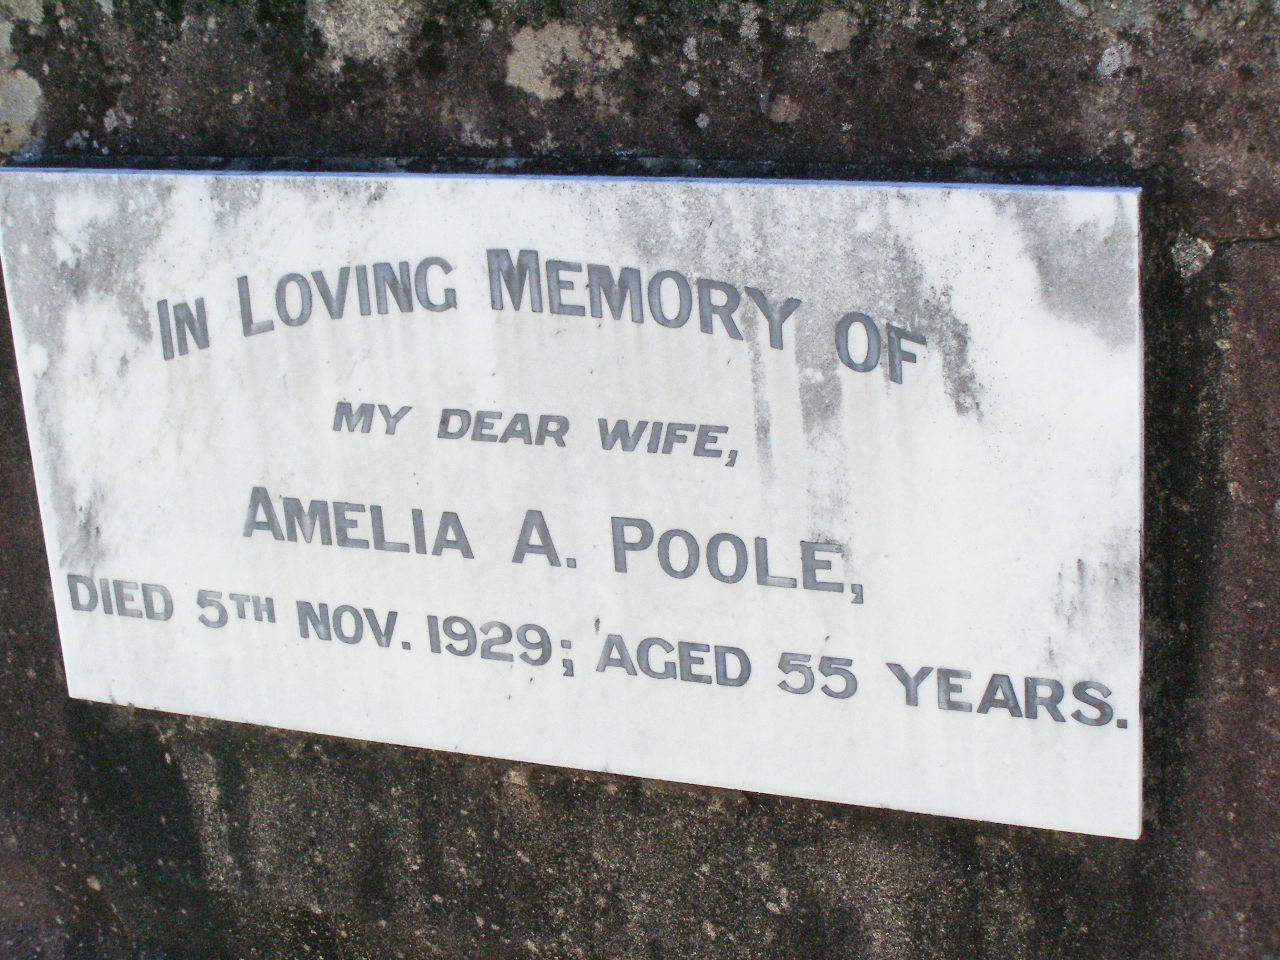 IN LOVING MEMORY OF
MY DEAR WIFE,
AMELIA A. POOLE,
DIED 5TH NOV. 1929; AGED 55 YEARS.